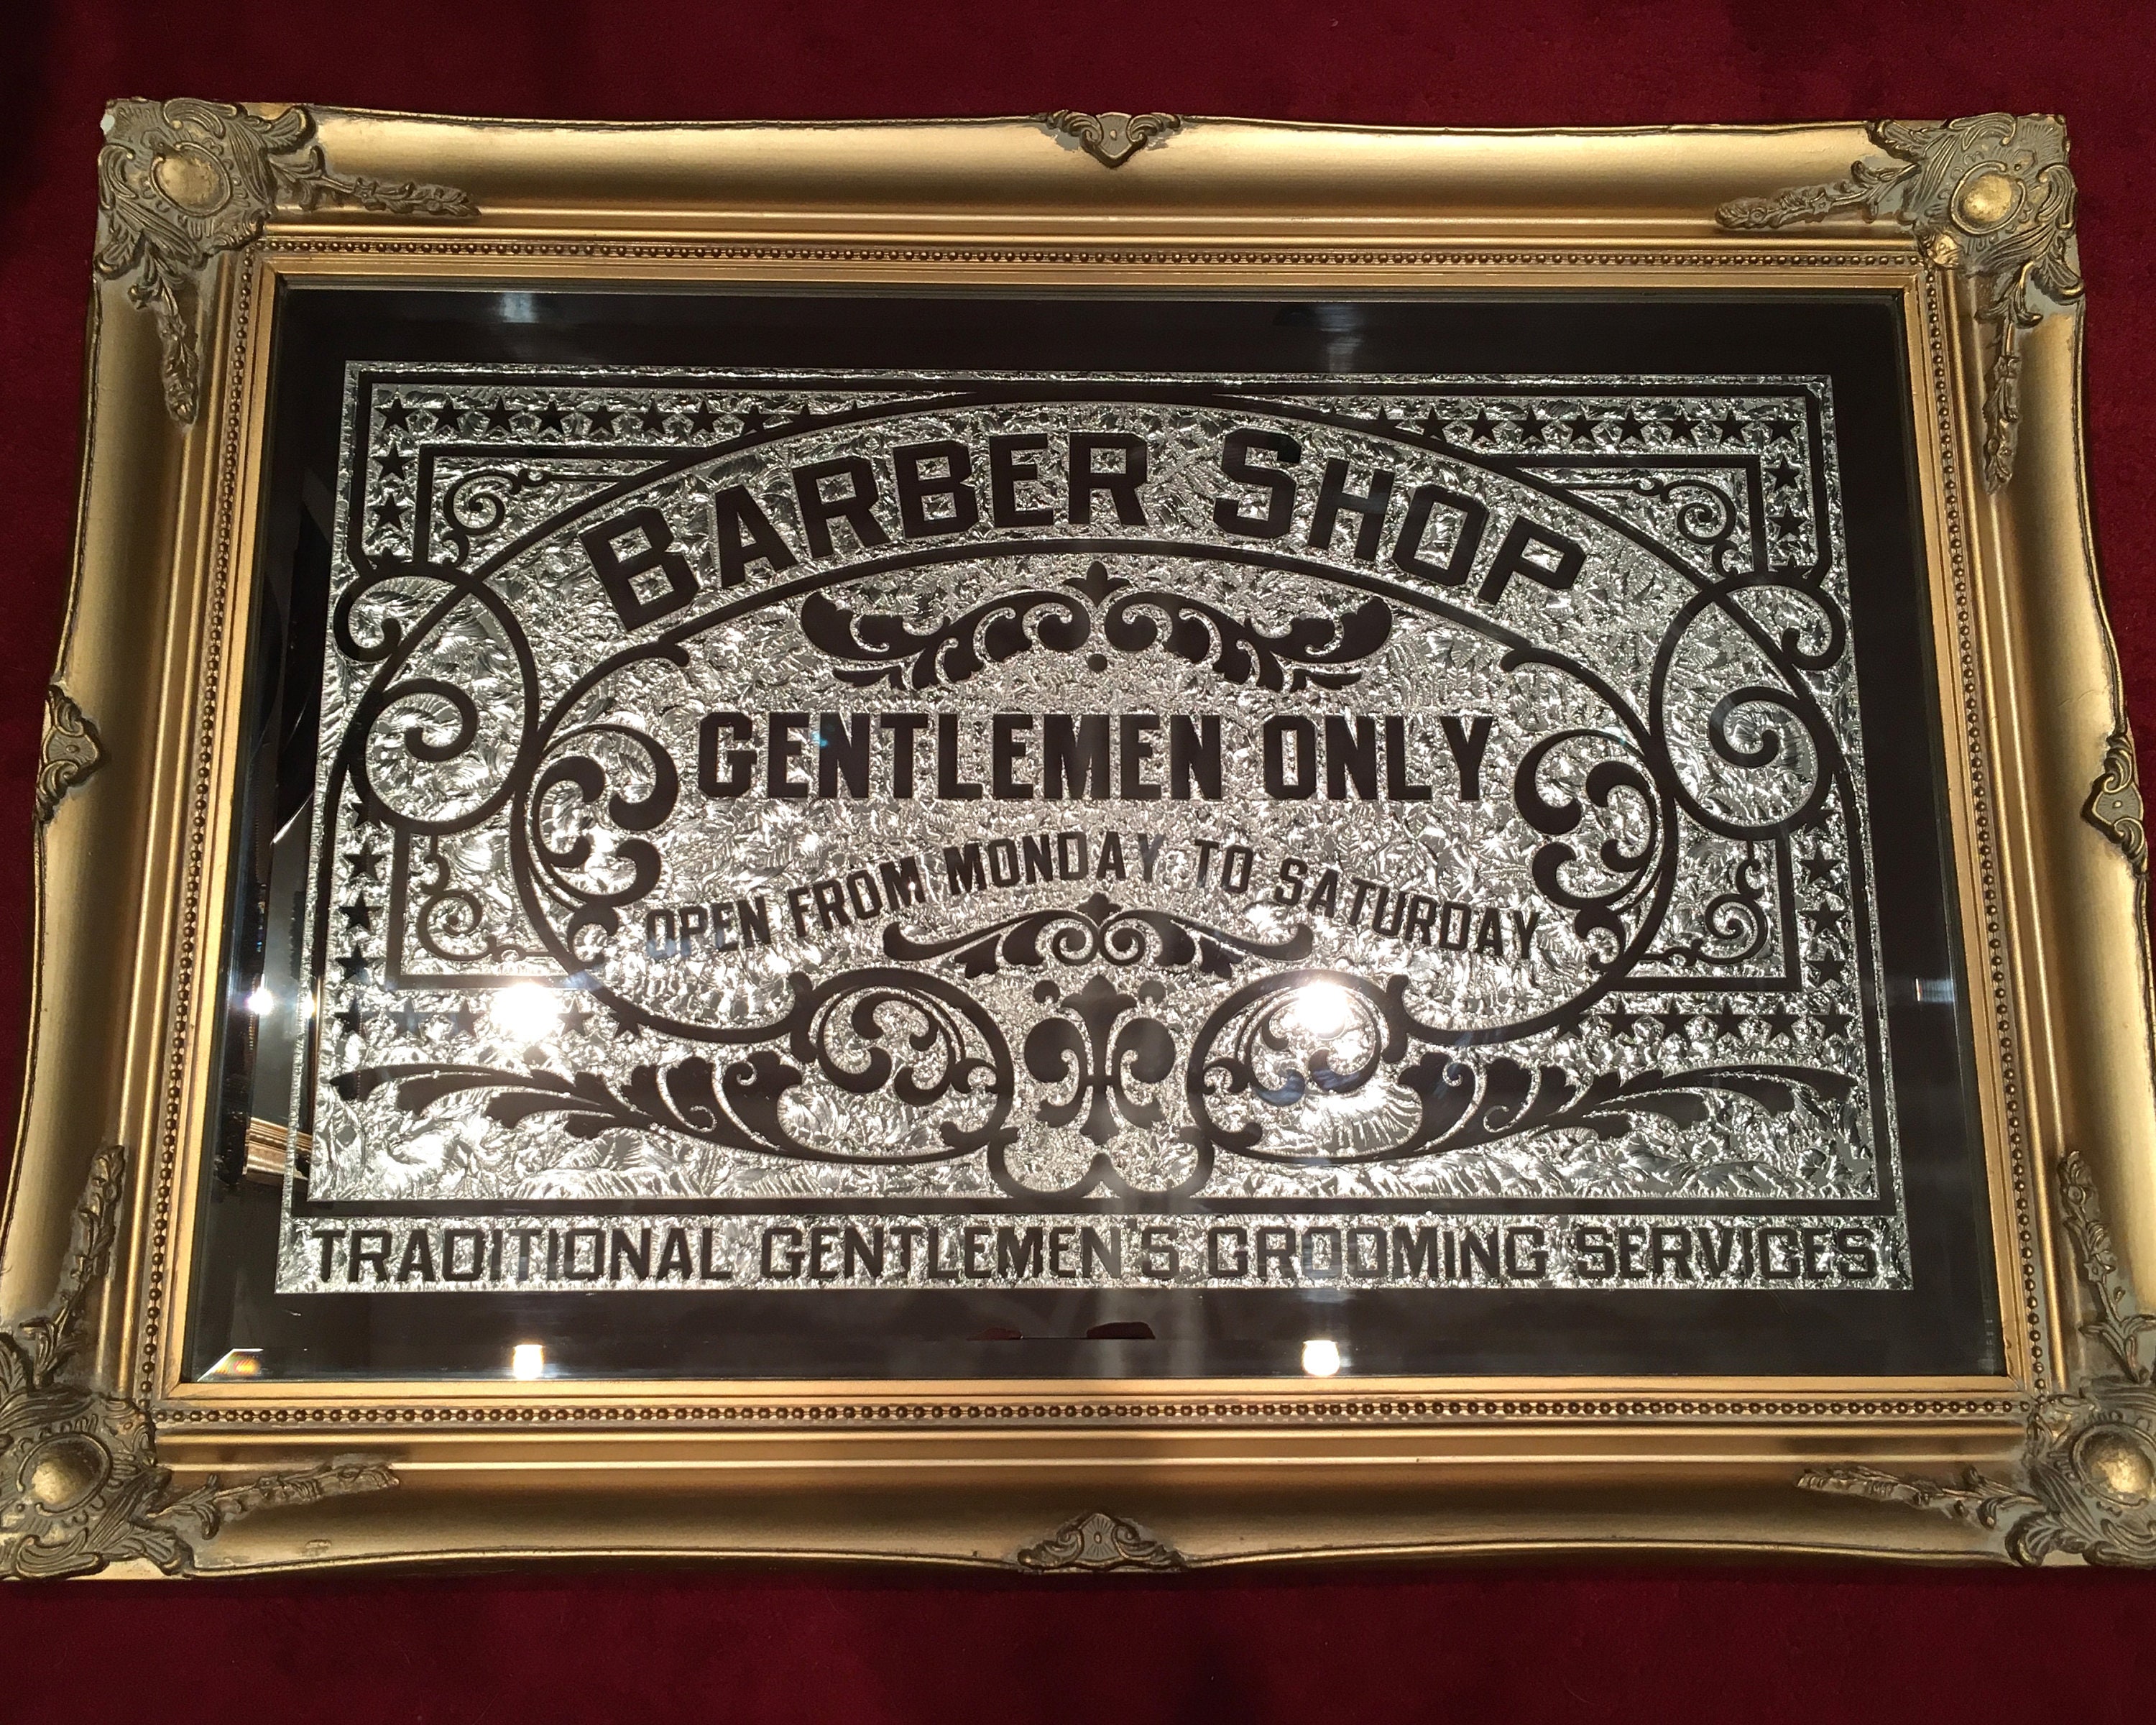 BARBER SHOP
GENTLEMEN ONLY
OPEN FROM MONDAY TO SATURDAY
TRADITIONAL GENTLEMEN'S GROOMING SERVICES